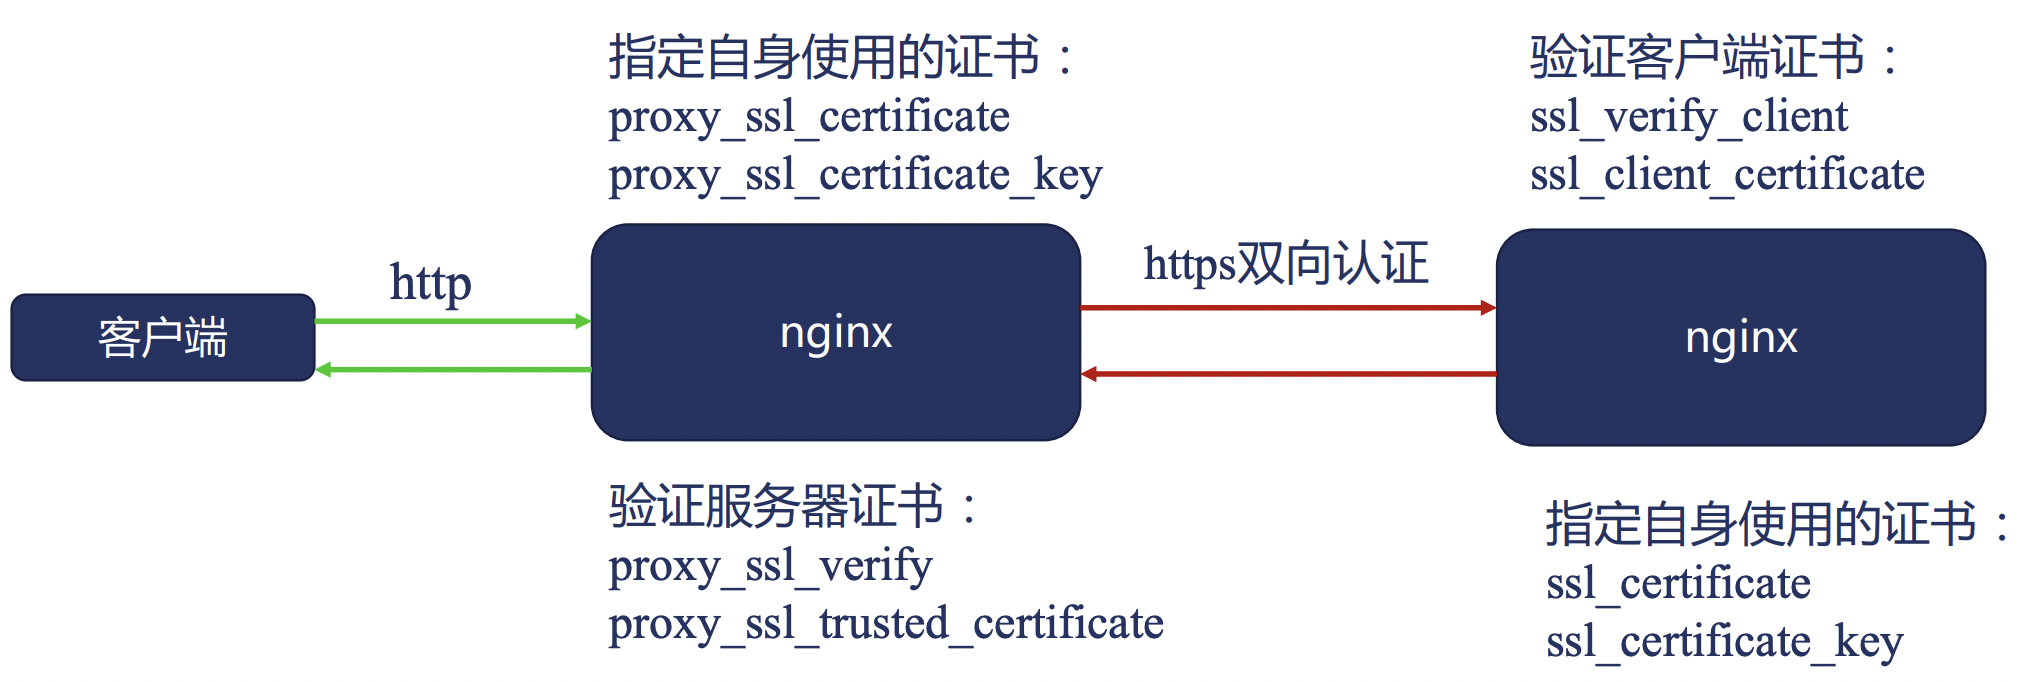 指定自身使用的证书：
proxy_ssl_certificate
proxy_ssl_certificate_key
验证客户端证书：
ssl_verify_client
ssl_client_certificate
客户端
http
nginx
https双向认证
nginx
验证服务器证书：
proxy_ssl_verify
proxy_ssl_trusted_certificate
指定自身使用的证书：
ssl_certificate
ssl_certificate_key